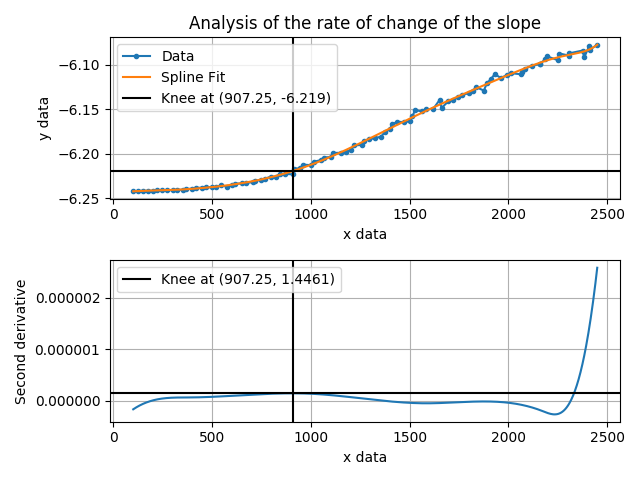 Analysis of the rate of change of the slope
Data
Spline Fit
Knee at (907.25, -6.219)
y data
−6.10
−6.15
−6.20
−6.25
0 500 1000 1500 2000 2500
x data
Knee at (907.25, 1.4461)
Second derivative
0.000002
0.000001
0.000000
0 500 1000 1500 2000 2500
x data